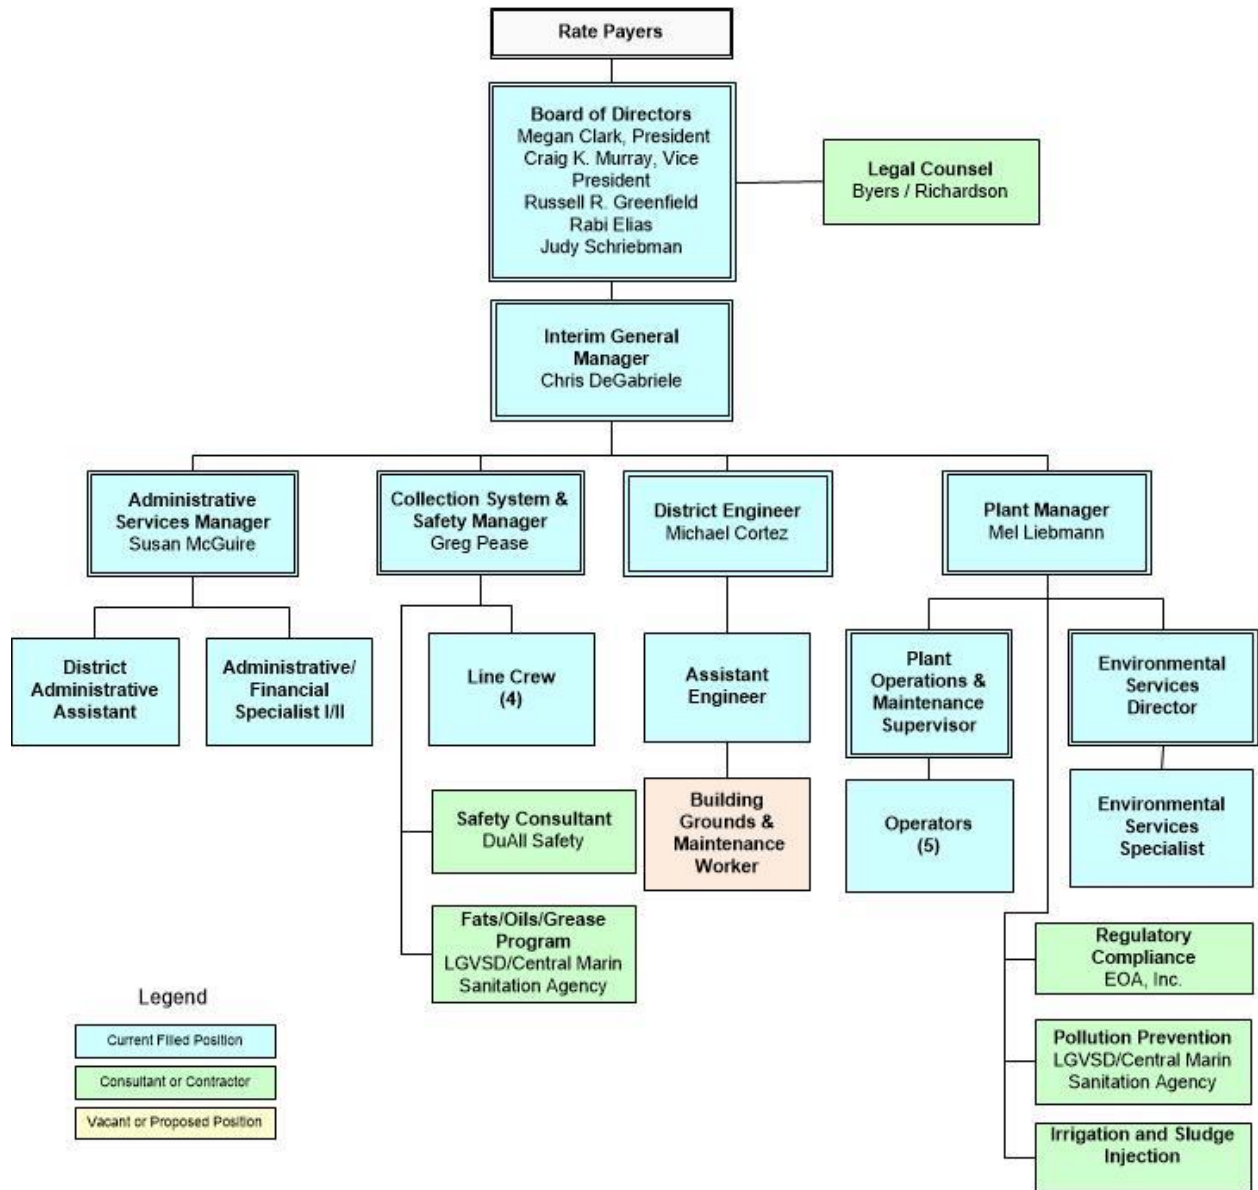 Rate Payers
Board of Directors
Megan Clark, President
Craig K. Murray, Vice
President
Russell R. Greenfield
Rabi Elias
Judy Schriebman
Legal Counsel
Byers / Richardson
Interim General
Manager
Chris DeGabriele
Administrative
Services Manager
Susan McGuire
Collection System &
Safety Manager
Greg Pease
District Engineer
Michael Cortez
Plant Manager
Mel Liebmann
District
Administrative
Assistant
Administrative/
Financial
Specialist I/II
Line Crew
(4)
Assistant
Engineer
Plant
Operations &
Maintenance
Supervisor
Environmental
Services
Director
Safety Consultant
DuAll Safety
Building
Grounds &
Maintenance
Worker
Operators
(5)
Environmental
Services
Specialist
Fats/Oils/Grease
Program
LGVSD/Central Marin
Sanitation Agency
Regulatory
Compliance
EOA, Inc.
Pollution Prevention
LGVSD/Central Marin
Sanitation Agency
Irrigation and Sludge
Injection
Legend
Current Filled Position
Consultant or Contractor
Vacant or Proposed Position